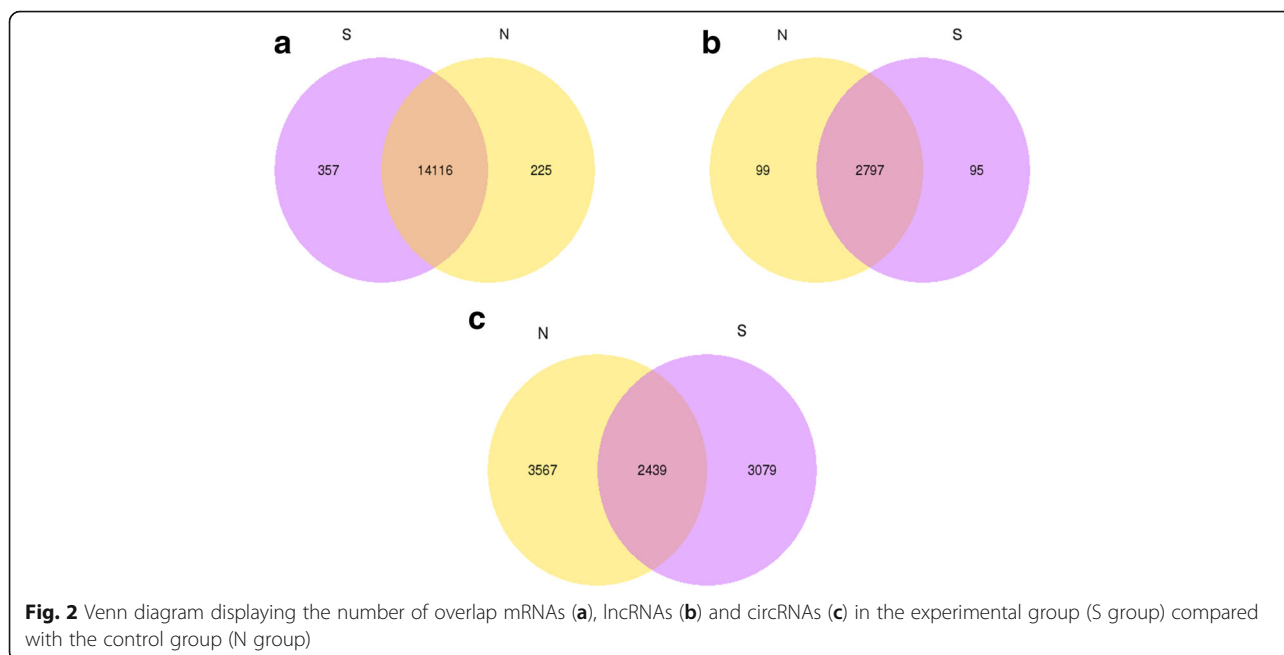 a
S
N
357
14116
225
b
N
S
99
2797
95
c
N
S
3567
2439
3079
Fig. 2 Venn diagram displaying the number of overlap mRNAs (a), lncRNAs (b) and circRNAs (c) in the experimental group (S group) compared
with the control group (N group)